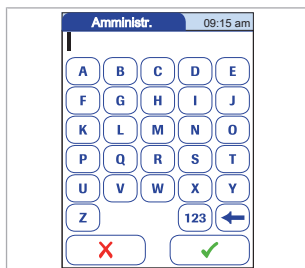 Amministr. 09:15 am
A B C D E
F G H I J
K L M N O
P Q R S T
U V W X Y
Z 123